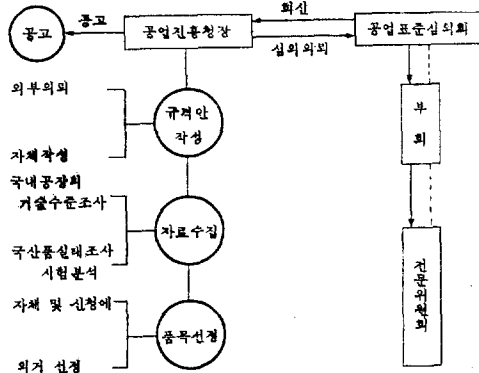 공고
공고
공업진흥청장
회신
심의의뢰
공업표준심의회
외부의뢰
규격안
작성
자체작성
부회
국내공장의
기술수준조사
자료수집
국산품실태조사
시험분석
전문위원회
자체 및 신청에
품목선정
의거 선정